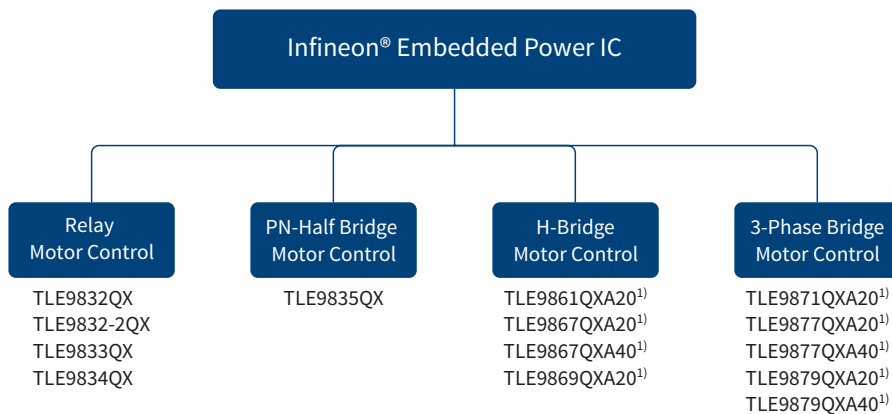 Infineon® Embedded Power IC
Relay
Motor Control
PN-Half Bridge
Motor Control
H-Bridge
Motor Control
3-Phase Bridge
Motor Control
TLE9832QX
TLE9832-2QX
TLE9833QX
TLE9834QX
TLE9835QX
TLE9861QXA20¹⁾
TLE9867QXA20¹⁾
TLE9867QXA40¹⁾
TLE9869QXA20¹⁾
TLE9871QXA20¹⁾
TLE9877QXA20¹⁾
TLE9877QXA40¹⁾
TLE9879QXA20¹⁾
TLE9879QXA40¹⁾